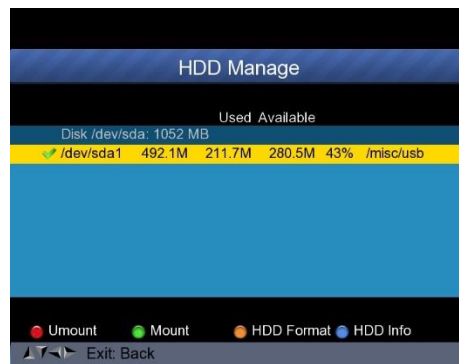 HDD Manage
Used Available
Disk /dev/sda: 1052 MB
/dev/sda1 492.1M 211.7M 280.5M 43% /misc/usb
Umount Mount HDD Format HDD Info
Exit: Back